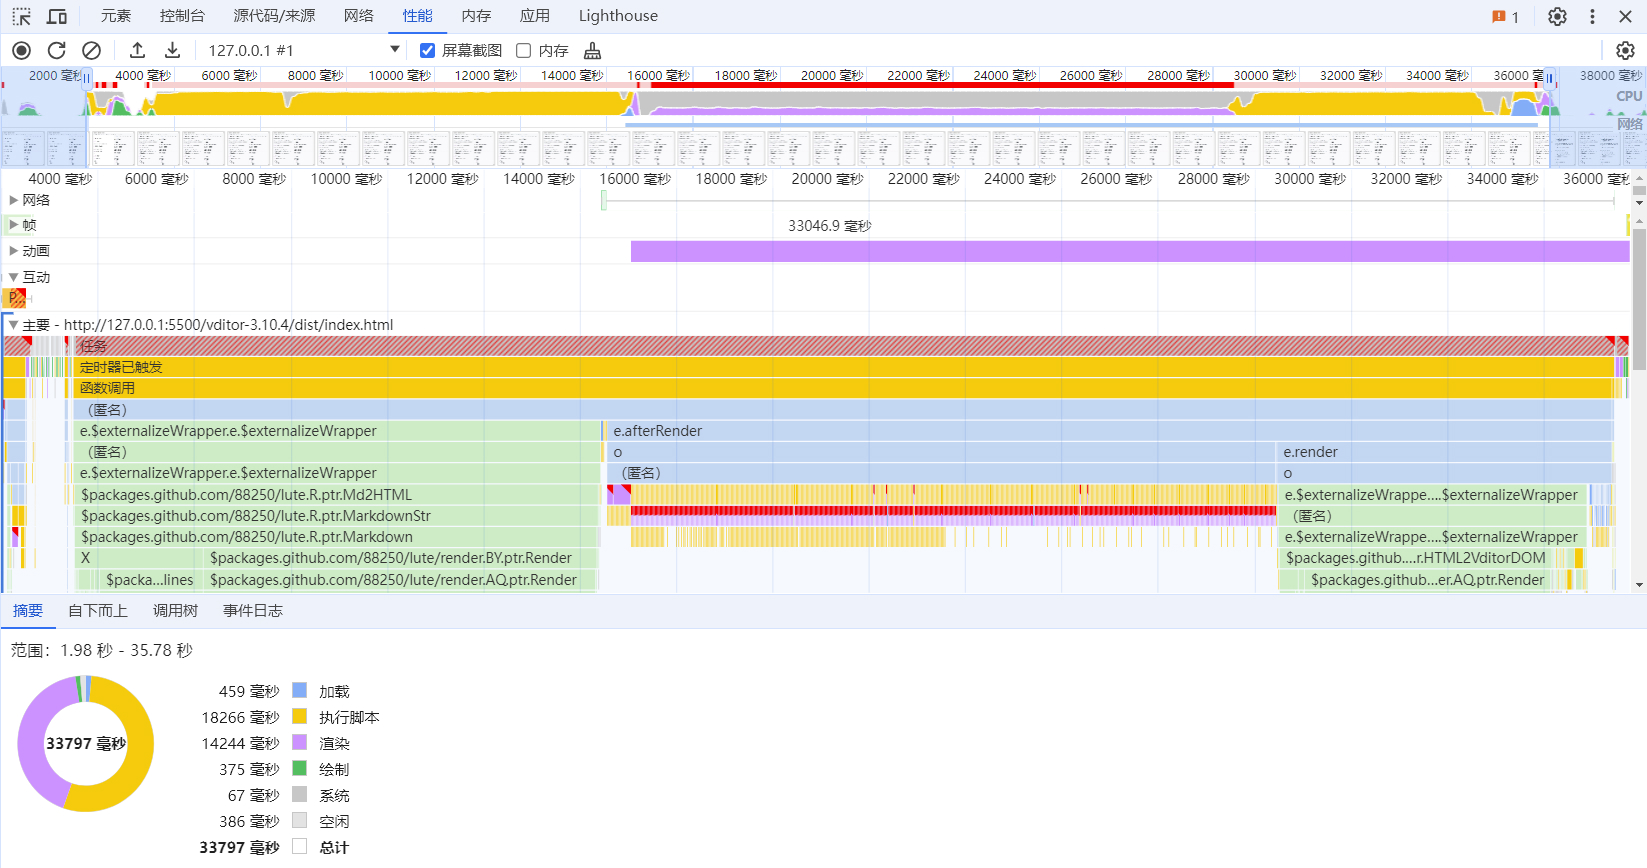 元素 控制台 源代码/来源 网络 性能 内存 应用 Lighthouse 1
127.0.0.1 #1 屏幕截图 内存
2000 毫秒 4000 毫秒 6000 毫秒 8000 毫秒 10000 毫秒 12000 毫秒 14000 毫秒 16000 毫秒 18000 毫秒 20000 毫秒 22000 毫秒 24000 毫秒 26000 毫秒 28000 毫秒 30000 毫秒 32000 毫秒 34000 毫秒 36000 毫 38000 毫秒
CPU
网络
4000 毫秒 6000 毫秒 8000 毫秒 10000 毫秒 12000 毫秒 14000 毫秒 16000 毫秒 18000 毫秒 20000 毫秒 22000 毫秒 24000 毫秒 26000 毫秒 28000 毫秒 30000 毫秒 32000 毫秒 34000 毫秒 36000 毫
网络
帧 33046.9 毫秒
动画
互动
P...
主要 - http://127.0.0.1:5500/vditor-3.10.4/dist/index.html
任务
定时器已触发
函数调用
（匿名）
e.$externalizeWrapper.e.$externalizeWrapper e.afterRender
（匿名） o e.render
e.$externalizeWrapper.e.$externalizeWrapper （匿名） o
$packages.github.com/88250/lute.R.ptr.Md2HTML e.$externalizeWrappe....$externalizeWrapper
$packages.github.com/88250/lute.R.ptr.MarkdownStr （匿名）
$packages.github.com/88250/lute.R.ptr.Markdown e.$externalizeWrappe....$externalizeWrapper
X $packages.github.com/88250/lute/render.BY.ptr.Render $packages.github....r.HTML2VditorDOM
$packa...lines $packages.github.com/88250/lute/render.AQ.ptr.Render $packages.github...er.AQ.ptr.Render
摘要 自下而上 调用树 事件日志
范围：1.98 秒 - 35.78 秒
33797 毫秒
459 毫秒 加载
18266 毫秒 执行脚本
14244 毫秒 渲染
375 毫秒 绘制
67 毫秒 系统
386 毫秒 空闲
33797 毫秒 总计